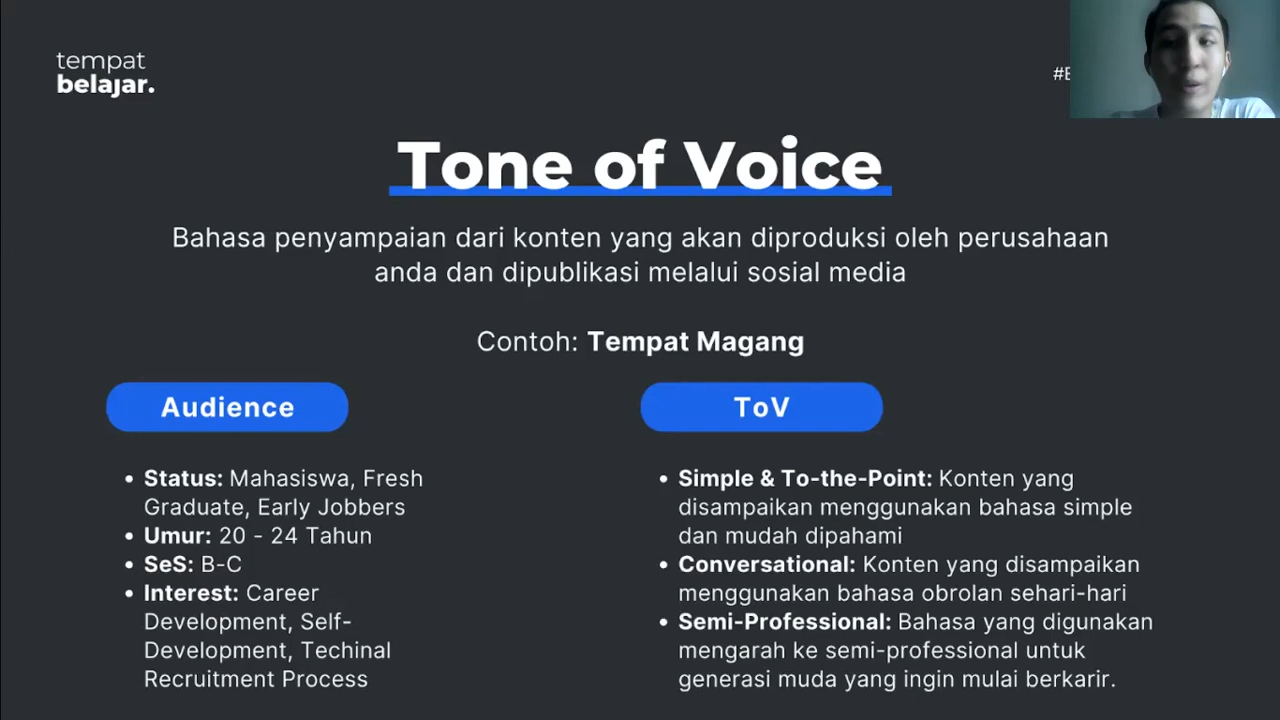 tempat
belajar.
Tone of Voice
Bahasa penyampaian dari konten yang akan diproduksi oleh perusahaan
anda dan dipublikasi melalui sosial media
Contoh: Tempat Magang
Audience
• Status: Mahasiswa, Fresh
Graduate, Early Jobbers
• Umur: 20 - 24 Tahun
• SeS: B-C
• Interest: Career
Development, Self-
Development, Techinal
Recruitment Process
ToV
• Simple & To-the-Point: Konten yang
disampaikan menggunakan bahasa simple
dan mudah dipahami
• Conversational: Konten yang disampaikan
menggunakan bahasa obrolan sehari-hari
• Semi-Professional: Bahasa yang digunakan
mengarah ke semi-professional untuk
generasi muda yang ingin mulai berkarir.